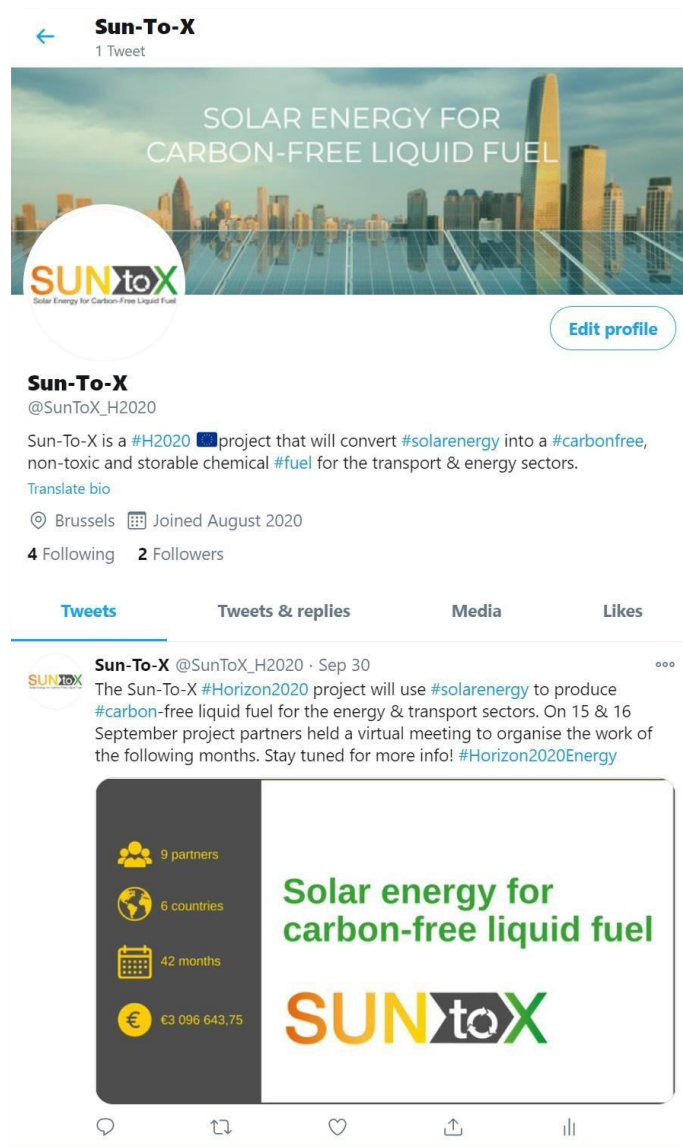 Sun-To-X
1 Tweet
SOLAR ENERGY FOR
CARBON-FREE LIQUID FUEL
SUNtoX
Solar Energy for Carbon-Free Liquid Fuel
Edit profile
Sun-To-X
@SunToX_H2020
Sun-To-X is a #H2020 🇪🇺project that will convert #solarenergy into a #carbonfree,
non-toxic and storable chemical #fuel for the transport & energy sectors.
Translate bio
Brussels Joined August 2020
4 Following 2 Followers
Tweets Tweets & replies Media Likes
Sun-To-X @SunToX_H2020 · Sep 30
SUNtoX
The Sun-To-X #Horizon2020 project will use #solarenergy to produce
#carbon-free liquid fuel for the energy & transport sectors. On 15 & 16
September project partners held a virtual meeting to organise the work of
the following months. Stay tuned for more info! #Horizon2020Energy
9 partners
6 countries
42 months
€ €3 096 643,75
Solar energy for
carbon-free liquid fuel
SUNtoX